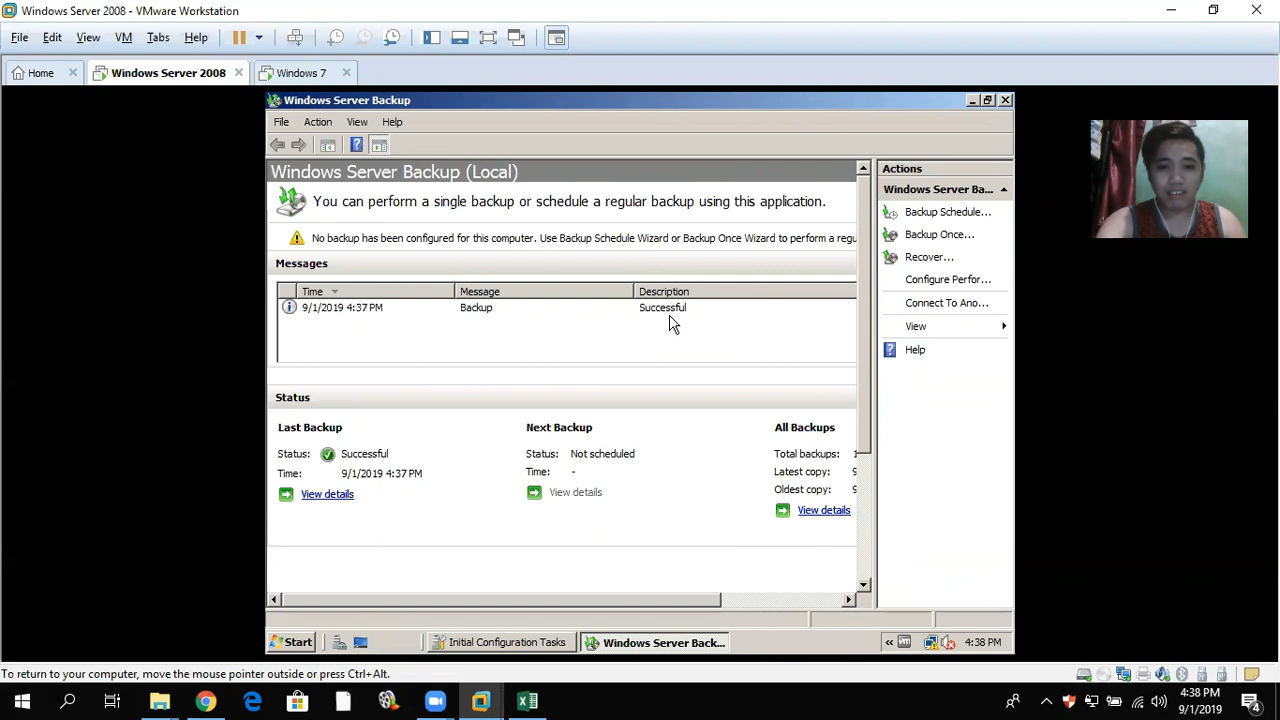 Windows Server 2008 - VMware Workstation
File Edit View VM Tabs Help
Home Windows Server 2008 Windows 7
Windows Server Backup
File Action View Help
Windows Server Backup (Local)
You can perform a single backup or schedule a regular backup using this application.
No backup has been configured for this computer. Use Backup Schedule Wizard or Backup Once Wizard to perform a regu
Messages
Time Message Description
9/1/2019 4:37 PM Backup Successful
Status
Last Backup
Status: Successful
Time: 9/1/2019 4:37 PM
View details
Next Backup
Status: Not scheduled
Time: -
View details
All Backups
Total backups: 1
Latest copy: 9
Oldest copy: 9
View details
Actions
Windows Server Ba...
Backup Schedule...
Backup Once...
Recover...
Configure Perfor...
Connect To Ano...
View
Help
Start Initial Configuration Tasks Windows Server Back... 4:38 PM
To return to your computer, move the mouse pointer outside or press Ctrl+Alt.
4:38 PM
9/1/2019
4